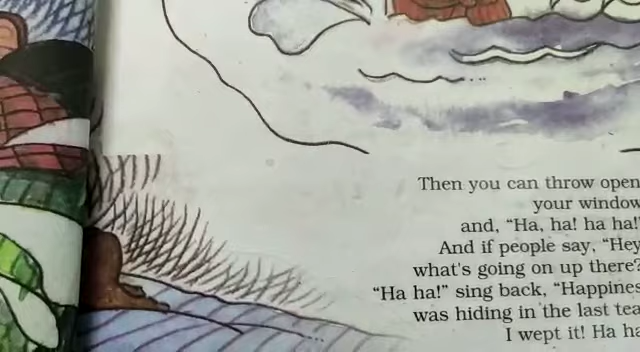 Then you can throw open
your window
and, “Ha, ha! ha ha!
And if people say, “Hey
what's going on up there?
“Ha ha!” sing back, “Happines
was hiding in the last tea
I wept it! Ha ha